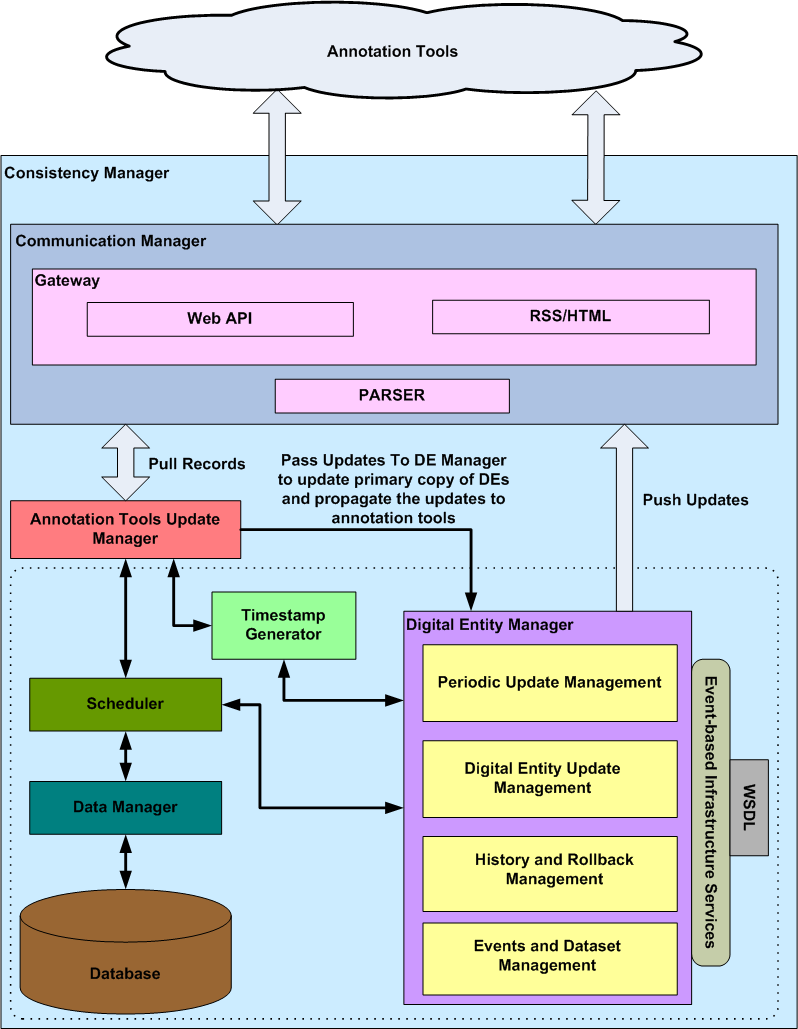 Annotation Tools
Consistency Manager
Communication Manager
Gateway
Web API
RSS/HTML
PARSER
Pull Records
Pass Updates To DE Manager
to update primary copy of DEs
and propagate the updates to
annotation tools
Push Updates
Annotation Tools Update
Manager
Timestamp
Generator
Digital Entity Manager
Periodic Update Management
Scheduler
Digital Entity Update
Management
Data Manager
History and Rollback
Management
Events and Dataset
Management
Database
Event-based Infrastructure Services
WSDL